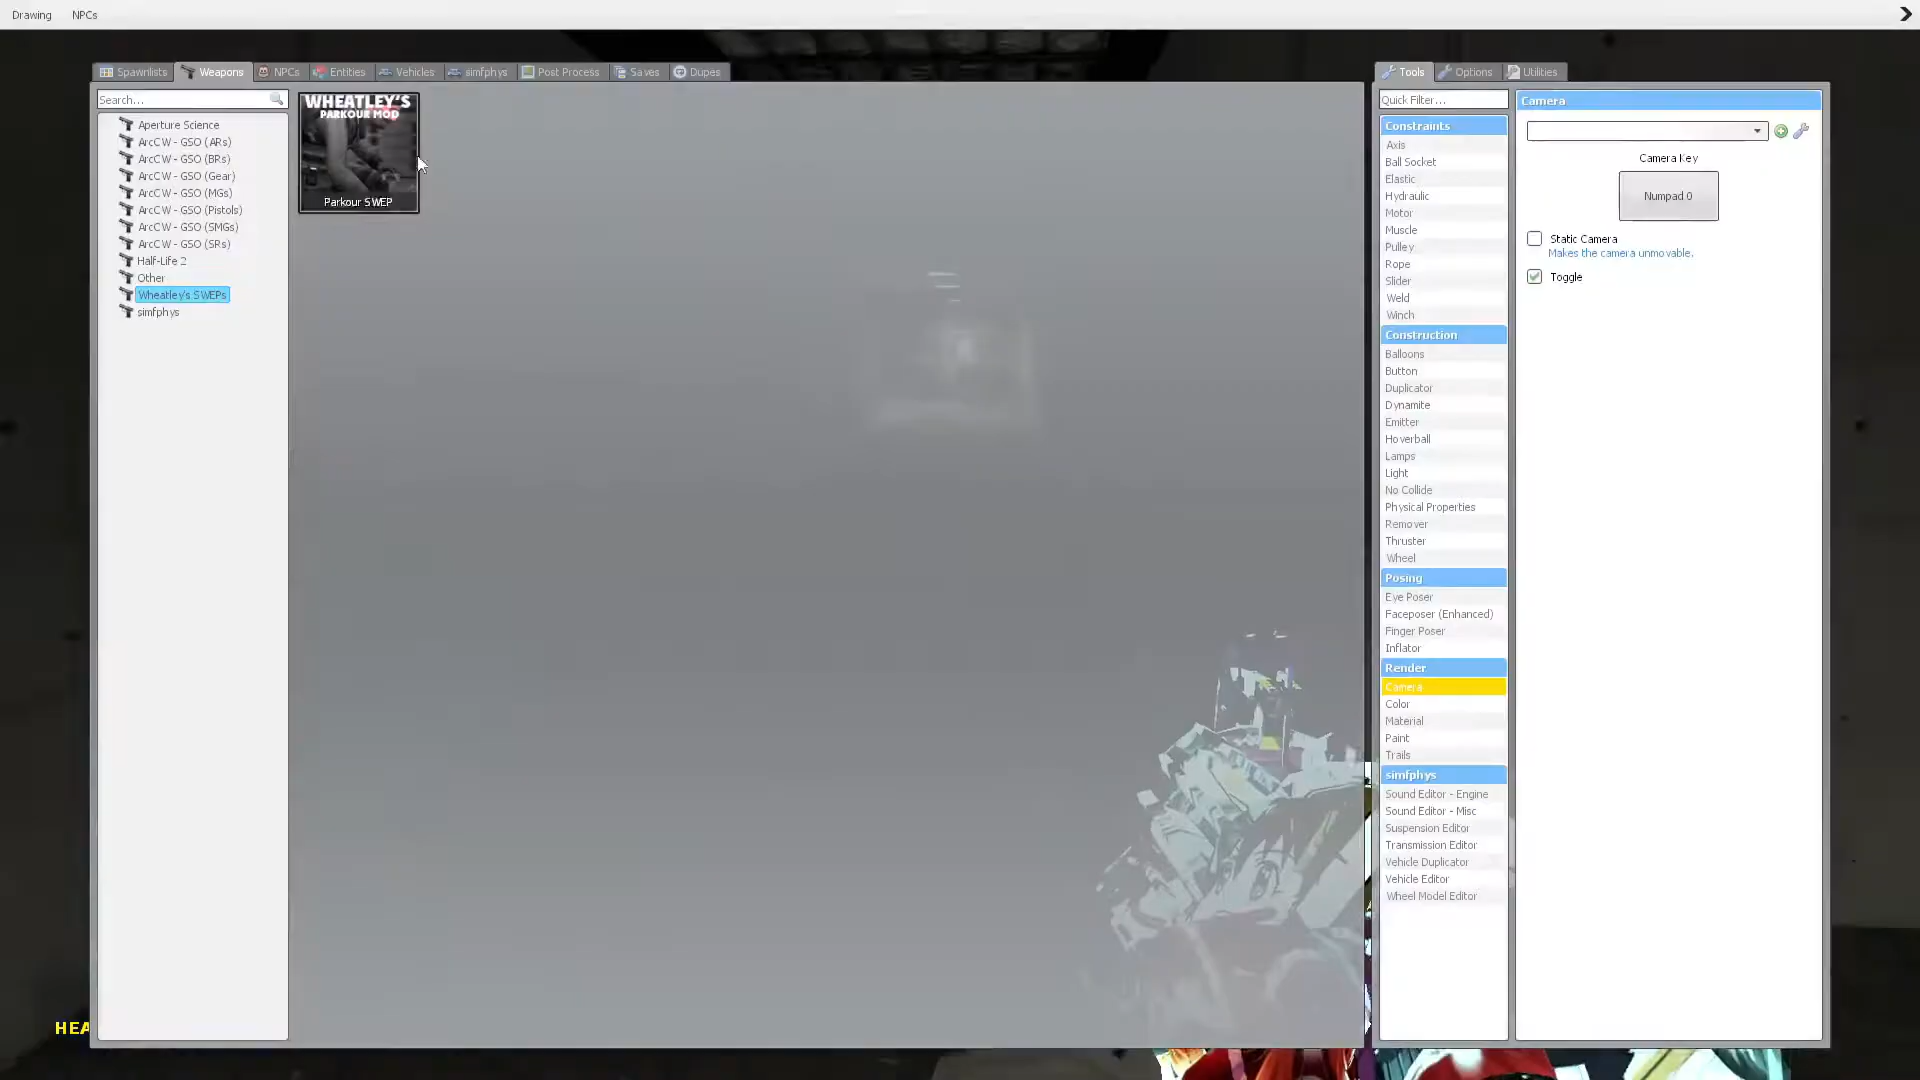 Drawing NPCs
Spawnlists Weapons NPCs Entities Vehicles simfphys Post Process Saves Dupes
Search...
Aperture Science
ArcCW - GSO (ARs)
ArcCW - GSO (BRs)
ArcCW - GSO (Gear)
ArcCW - GSO (MGs)
ArcCW - GSO (Pistols)
ArcCW - GSO (SMGs)
ArcCW - GSO (SRs)
Half-Life 2
Other
Wheatley's SWEPs
simfphys
WHEATLEY'S
PARKOUR MOD
Parkour SWEP
HEA
Tools Options Utilities
Quick Filter...
Constraints
Axis
Ball Socket
Elastic
Hydraulic
Motor
Muscle
Pulley
Rope
Slider
Weld
Winch
Construction
Balloons
Button
Duplicator
Dynamite
Emitter
Hoverball
Lamps
Light
No Collide
Physical Properties
Remover
Thruster
Wheel
Posing
Eye Poser
Faceposer (Enhanced)
Finger Poser
Inflator
Render
Camera
Color
Material
Paint
Trails
simfphys
Sound Editor - Engine
Sound Editor - Misc
Suspension Editor
Transmission Editor
Vehicle Duplicator
Vehicle Editor
Wheel Model Editor
Camera
Camera Key
Numpad 0
Static Camera
Makes the camera unmovable.
Toggle